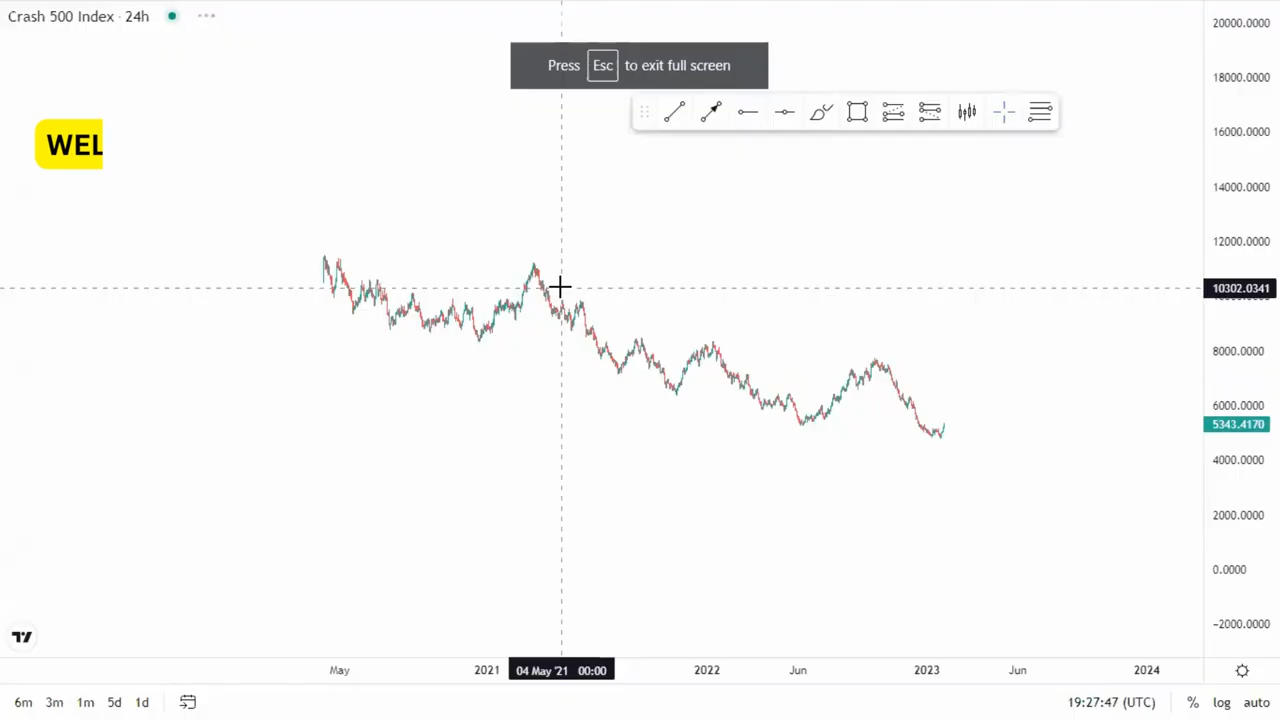 Crash 500 Index · 24h
Press Esc to exit full screen
WEL
20000.0000
18000.0000
16000.0000
14000.0000
12000.0000
10302.0341
8000.0000
6000.0000
5343.4170
4000.0000
2000.0000
0.0000
−2000.0000
May
2021
04 May '21 00:00
2022
Jun
2023
Jun
2024
6m 3m 1m 5d 1d
19:27:47 (UTC) % log auto